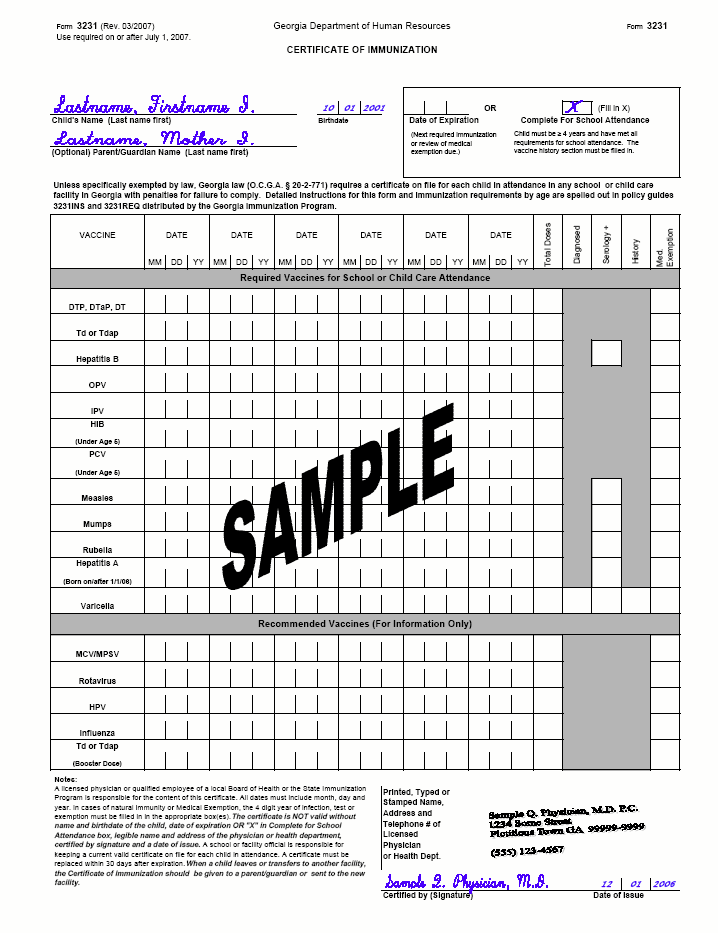 Form 3231 (Rev. 03/2007) Georgia Department of Human Resources Form 3231
Use required on or after July 1, 2007.
CERTIFICATE OF IMMUNIZATION
Lastname, Firstname I. 10 01 2001 X (Fill in X)
OR
Child's Name (Last name first) Birthdate Date of Expiration Complete For School Attendance
Lastname, Mother I.
(Optional) Parent/Guardian Name (Last name first)
(Next required immunization
or review of medical
exemption due.)
Child must be ≥ 4 years and have met all
requirements for school attendance. The
vaccine history section must be filled in.
Unless specifically exempted by law, Georgia law (O.C.G.A. § 20-2-771) requires a certificate on file for each child in attendance in any school or child care
facility in Georgia with penalties for failure to comply. Detailed instructions for this form and immunization requirements by age are spelled out in policy guides
3231INS and 3231REQ distributed by the Georgia Immunization Program.
VACCINE DATE DATE DATE DATE DATE DATE Total Doses Diagnosed Serology + History Med. Exemption
MM DD YY MM DD YY MM DD YY MM DD YY MM DD YY MM DD YY
Required Vaccines for School or Child Care Attendance
DTP, DTaP, DT
Td or Tdap
Hepatitis B
OPV
IPV
HIB
(Under Age 5)
PCV
(Under Age 5)
Measles
Mumps
Rubella
Hepatitis A
(Born on/after 1/1/06)
Varicella
SAMPLE
Recommended Vaccines (For Information Only)
MCV/MPSV
Rotavirus
HPV
Influenza
Td or Tdap
(Booster Dose)
Notes:
A licensed physician or qualified employee of a local Board of Health or the State Immunization
Program is responsible for the content of this certificate. All dates must include month, day and
year. In cases of natural immunity or Medical Exemption, the 4 digit year of infection, test or
exemption must be filled in in the appropriate box(es). The certificate is NOT valid without
name and birthdate of the child, date of expiration OR "X" in Complete for School
Attendance box, legible name and address of the physician or health department,
certified by signature and a date of issue. A school or facility official is responsible for
keeping a current valid certificate on file for each child in attendance. A certificate must be
replaced within 30 days after expiration. When a child leaves or transfers to another facility,
the Certificate of Immunization should be given to a parent/guardian or sent to the new
facility.
Printed, Typed or
Stamped Name,
Address and
Telephone # of
Licensed
Physician
or Health Dept.
Sample Q. Physician, M.D. P.C.
1234 Some Street
Fictitious Town GA 99999-9999
(555) 123-4567
Sample Q. Physician, M.D. 12 01 2006
Certified by (Signature) Date of Issue